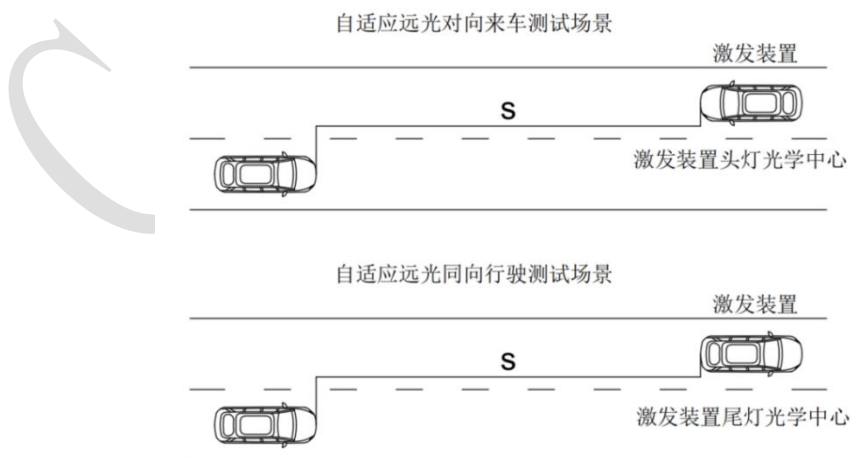 自适应远光对向来车测试场景
激发装置
S
激发装置头灯光学中心
自适应远光同向行驶测试场景
激发装置
S
激发装置尾灯光学中心